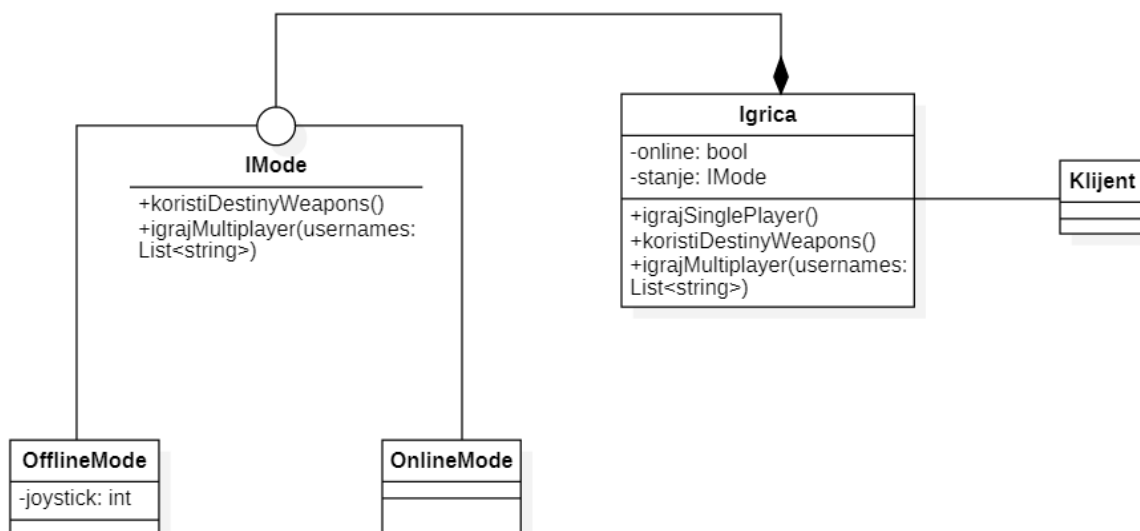 IMode
+koristiDestinyWeapons()
+igrajMultiplayer(usernames:
List<string>)
Igrica
-online: bool
-stanje: IMode
+igrajSinglePlayer()
+koristiDestinyWeapons()
+igrajMultiplayer(usernames:
List<string>)
Klijent
OfflineMode
-joystick: int
OnlineMode